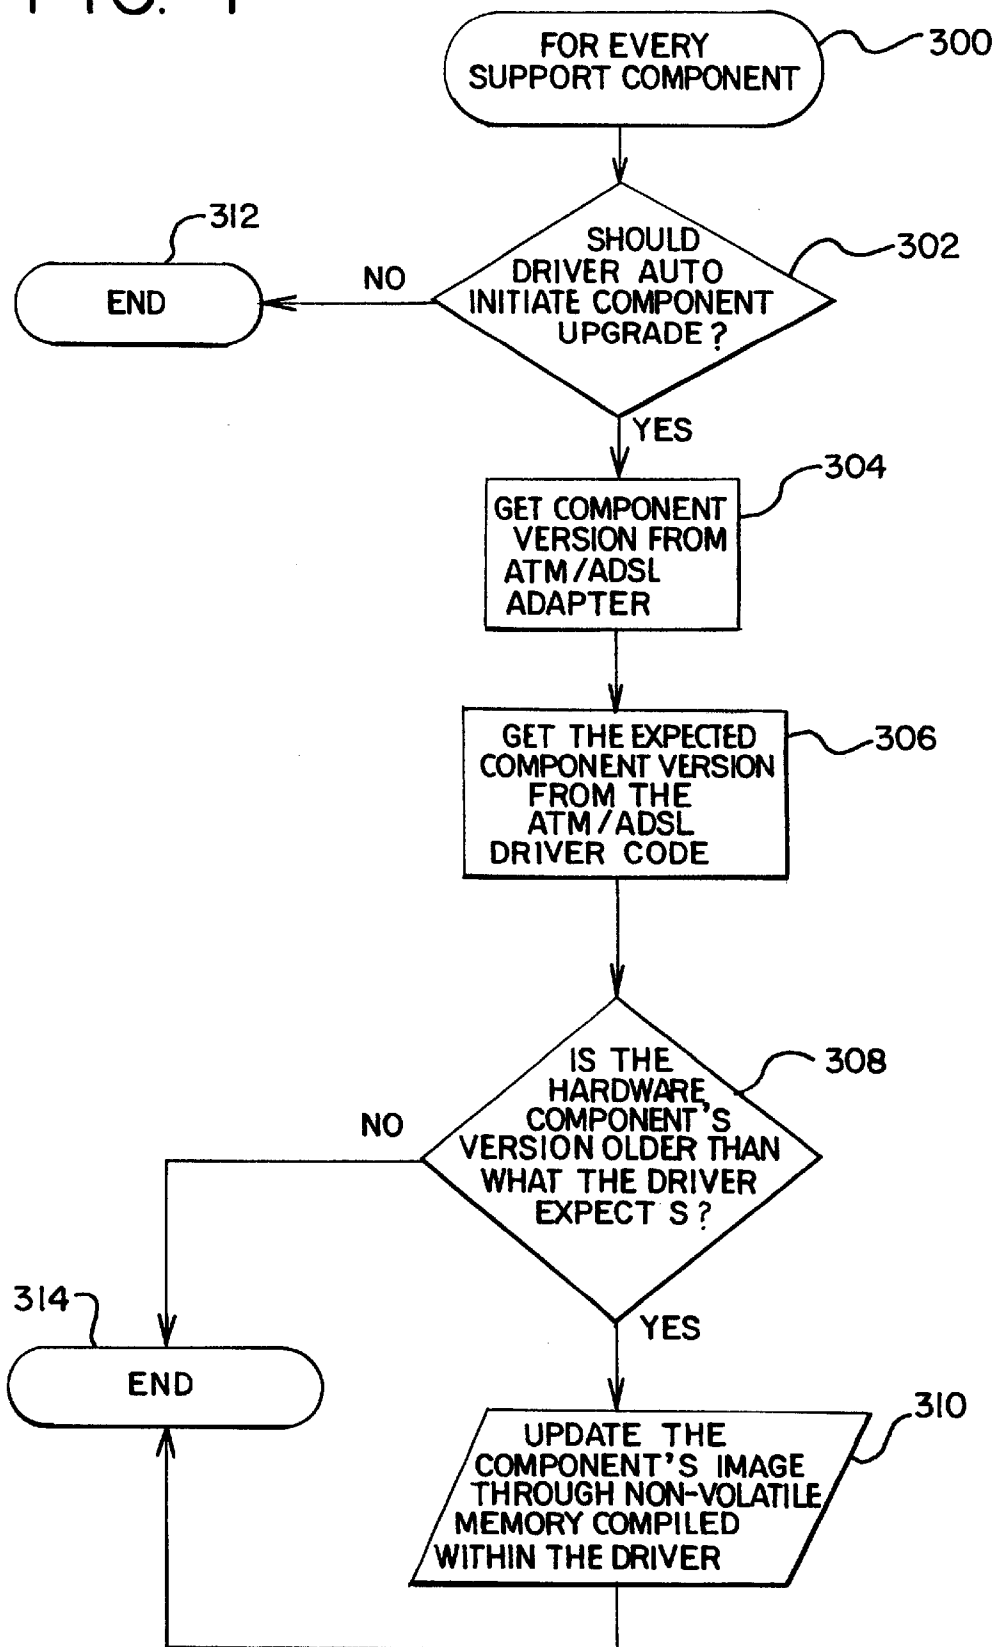 FIG.
FOR EVERY
SUPPORT COMPONENT
300
312
END
NO
SHOULD
DRIVER AUTO
INITIATE COMPONENT
UPGRADE?
302
YES
304
GET COMPONENT
VERSION FROM
ATM/ADSL
ADAPTER
306
GET THE EXPECTED
COMPONENT VERSION
FROM THE
ATM/ADSL
DRIVER CODE
308
IS THE
HARDWARE
COMPONENT'S
VERSION OLDER THAN
WHAT THE DRIVER
EXPECT S?
NO
YES
314
END
310
UPDATE THE
COMPONENT'S IMAGE
THROUGH NON-VOLATILE
MEMORY COMPILED
WITHIN THE DRIVER